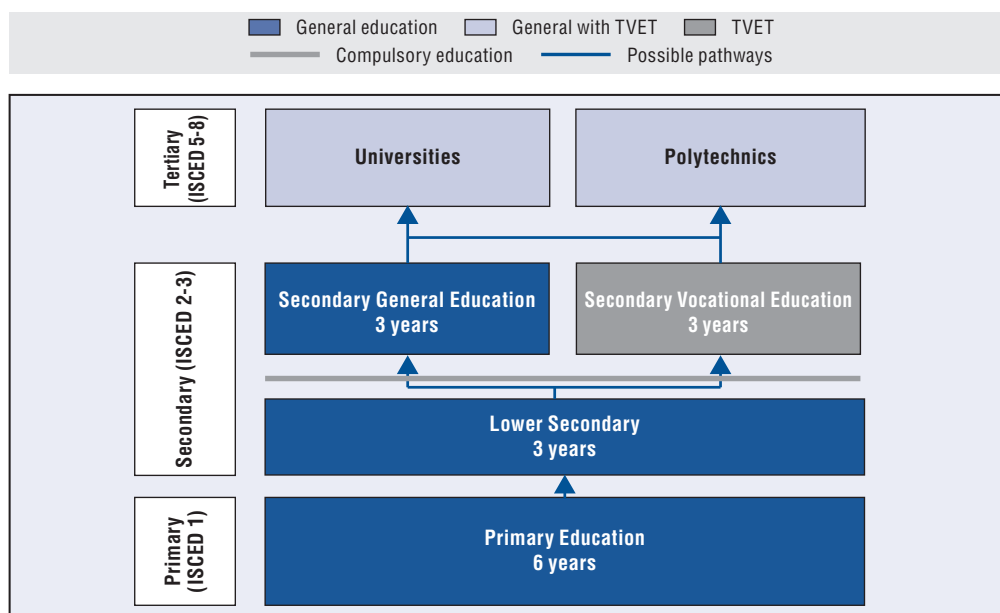 General education
General with TVET
TVET
Compulsory education
Possible pathways
Tertiary
(ISCED 5-8)
Universities
Polytechnics
Secondary (ISCED 2-3)
Secondary General Education
3 years
Secondary Vocational Education
3 years
Lower Secondary
3 years
Primary
(ISCED 1)
Primary Education
6 years